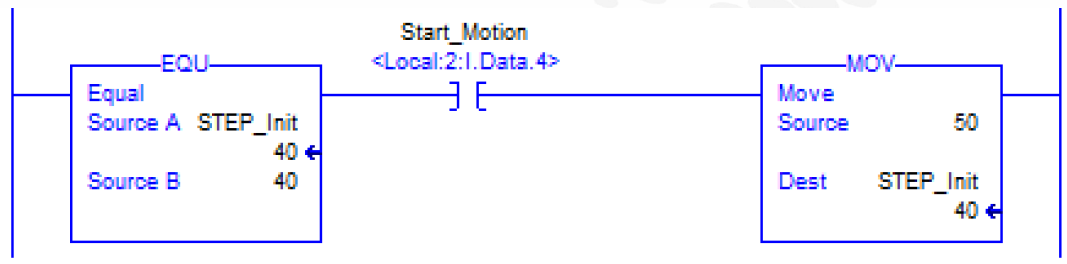 Start_Motion
<Local:2:I.Data.4>
EQU
Equal
Source A STEP_Init
40
Source B 40
MOV
Move
Source 50
Dest STEP_Init
40